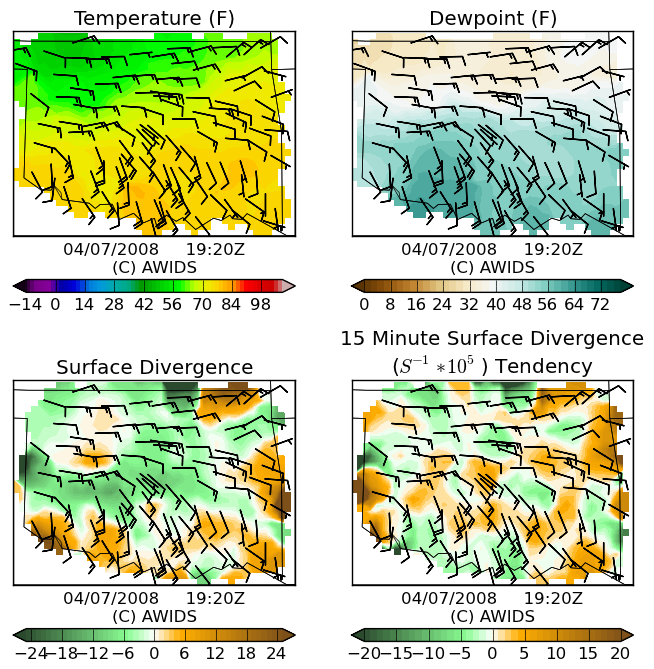 Temperature (F)
Dewpoint (F)
04/07/2008 19:20Z
(C) AWIDS
04/07/2008 19:20Z
(C) AWIDS
−14 0 14 28 42 56 70 84 98
0 8 16 24 32 40 48 56 64 72
Surface Divergence
15 Minute Surface Divergence
(S⁻¹ *10⁵ ) Tendency
04/07/2008 19:20Z
(C) AWIDS
04/07/2008 19:20Z
(C) AWIDS
−24 −18 −12 −6 0 6 12 18 24
−20 −15 −10 −5 0 5 10 15 20